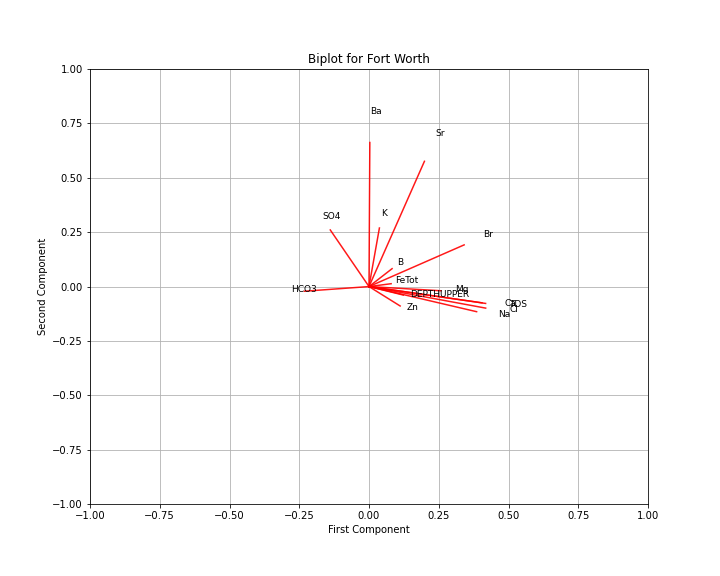 Biplot for Fort Worth
1.00
0.75
0.50
0.25
0.00
−0.25
−0.50
−0.75
−1.00
Second Component
Ba
Sr
K
SO4
Br
B
FeTot
HCO3
Mg
DEPTHUPPER
Ca
TDS
Cl
Zn
Na
−1.00 −0.75 −0.50 −0.25 0.00 0.25 0.50 0.75 1.00
First Component